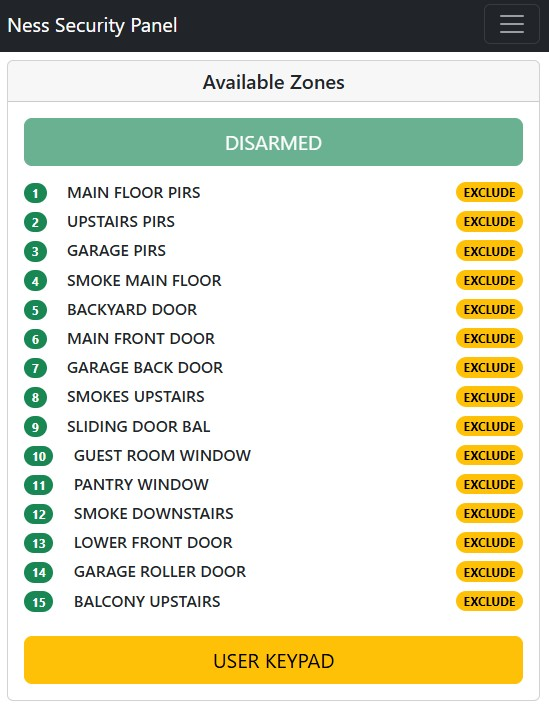 Ness Security Panel
Available Zones
DISARMED
1 MAIN FLOOR PIRS EXCLUDE
2 UPSTAIRS PIRS EXCLUDE
3 GARAGE PIRS EXCLUDE
4 SMOKE MAIN FLOOR EXCLUDE
5 BACKYARD DOOR EXCLUDE
6 MAIN FRONT DOOR EXCLUDE
7 GARAGE BACK DOOR EXCLUDE
8 SMOKES UPSTAIRS EXCLUDE
9 SLIDING DOOR BAL EXCLUDE
10 GUEST ROOM WINDOW EXCLUDE
11 PANTRY WINDOW EXCLUDE
12 SMOKE DOWNSTAIRS EXCLUDE
13 LOWER FRONT DOOR EXCLUDE
14 GARAGE ROLLER DOOR EXCLUDE
15 BALCONY UPSTAIRS EXCLUDE
USER KEYPAD